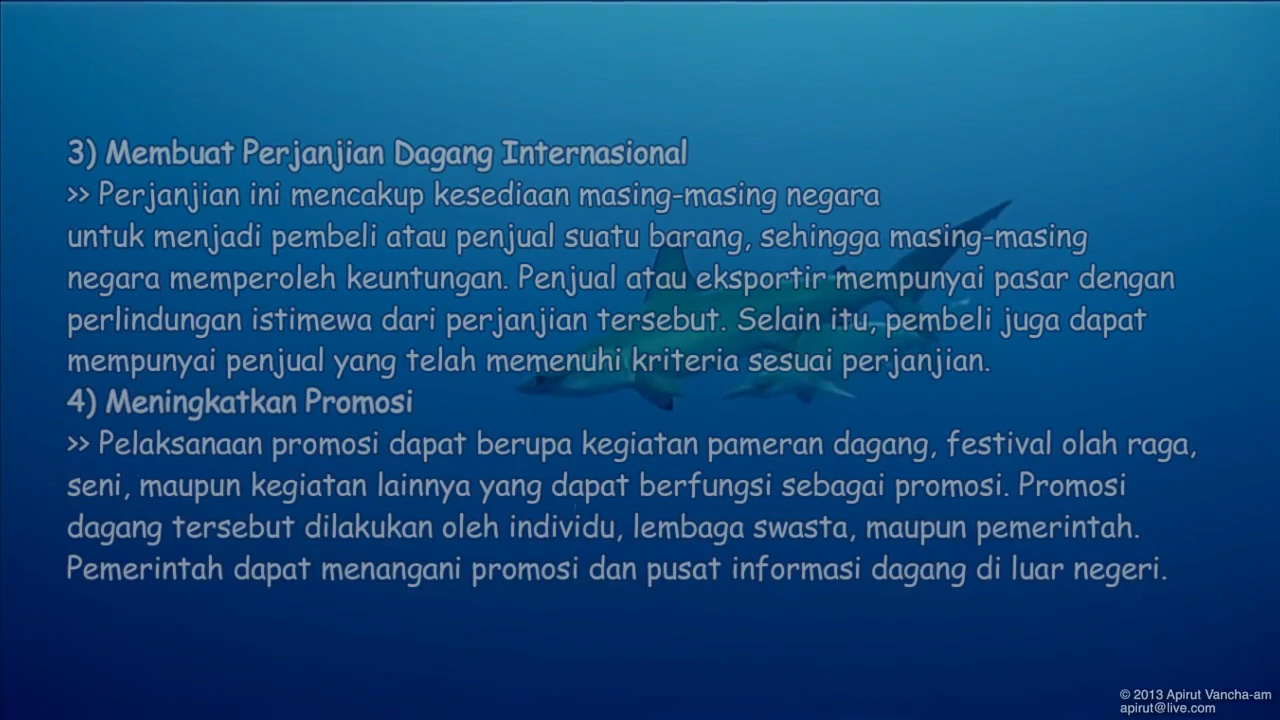 3) Membuat Perjanjian Dagang Internasional
>> Perjanjian ini mencakup kesediaan masing-masing negara
untuk menjadi pembeli atau penjual suatu barang, sehingga masing-masing
negara memperoleh keuntungan. Penjual atau eksportir mempunyai pasar dengan
perlindungan istimewa dari perjanjian tersebut. Selain itu, pembeli juga dapat
mempunyai penjual yang telah memenuhi kriteria sesuai perjanjian.
4) Meningkatkan Promosi
>> Pelaksanaan promosi dapat berupa kegiatan pameran dagang, festival olah raga,
seni, maupun kegiatan lainnya yang dapat berfungsi sebagai promosi. Promosi
dagang tersebut dilakukan oleh individu, lembaga swasta, maupun pemerintah.
Pemerintah dapat menangani promosi dan pusat informasi dagang di luar negeri.
© 2013 Apirut Vancha-am
apirut@live.com